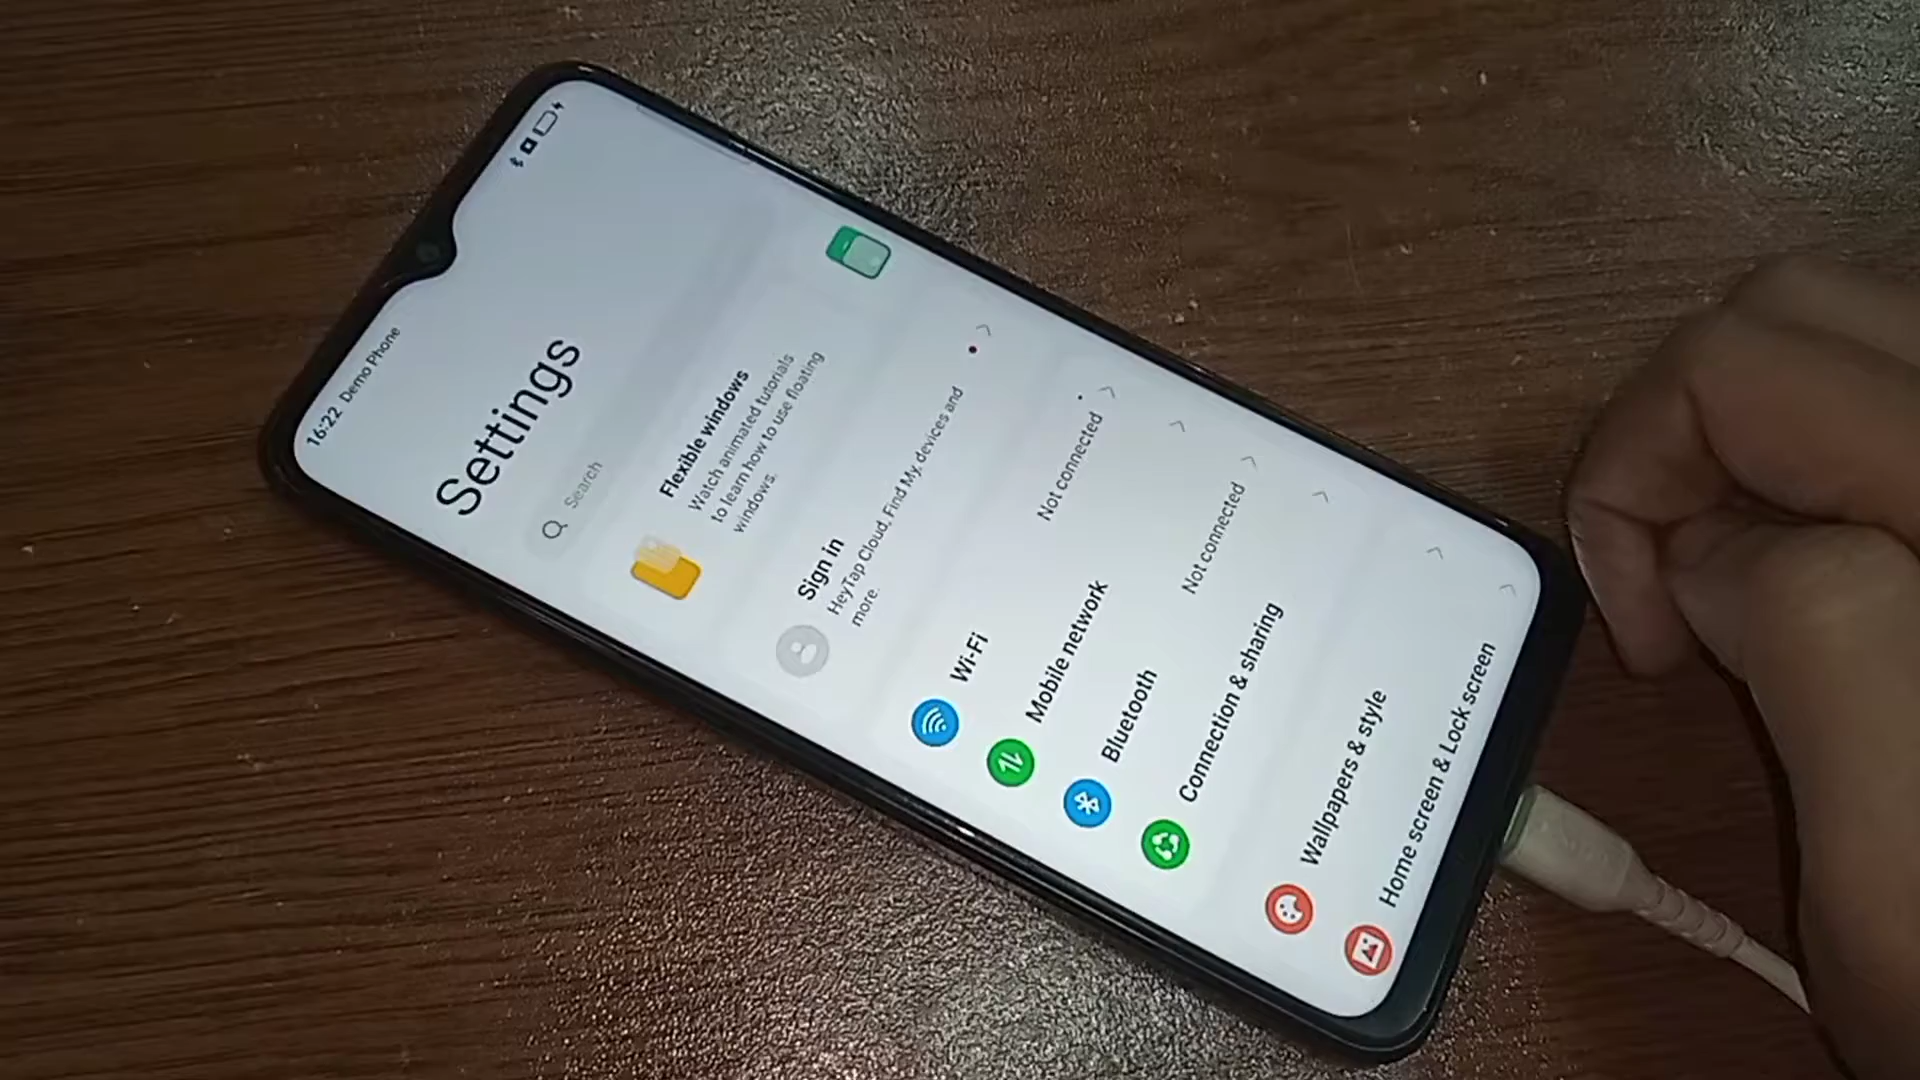 16:22 Demo Phone
Settings
Search
Flexible windows
Watch animated tutorials
to learn how to use floating
windows.
Sign in
HeyTap Cloud, Find My, devices and
more.
Wi-Fi
Not connected
Mobile network
Bluetooth
Not connected
Connection & sharing
Wallpapers & style
Home screen & Lock screen